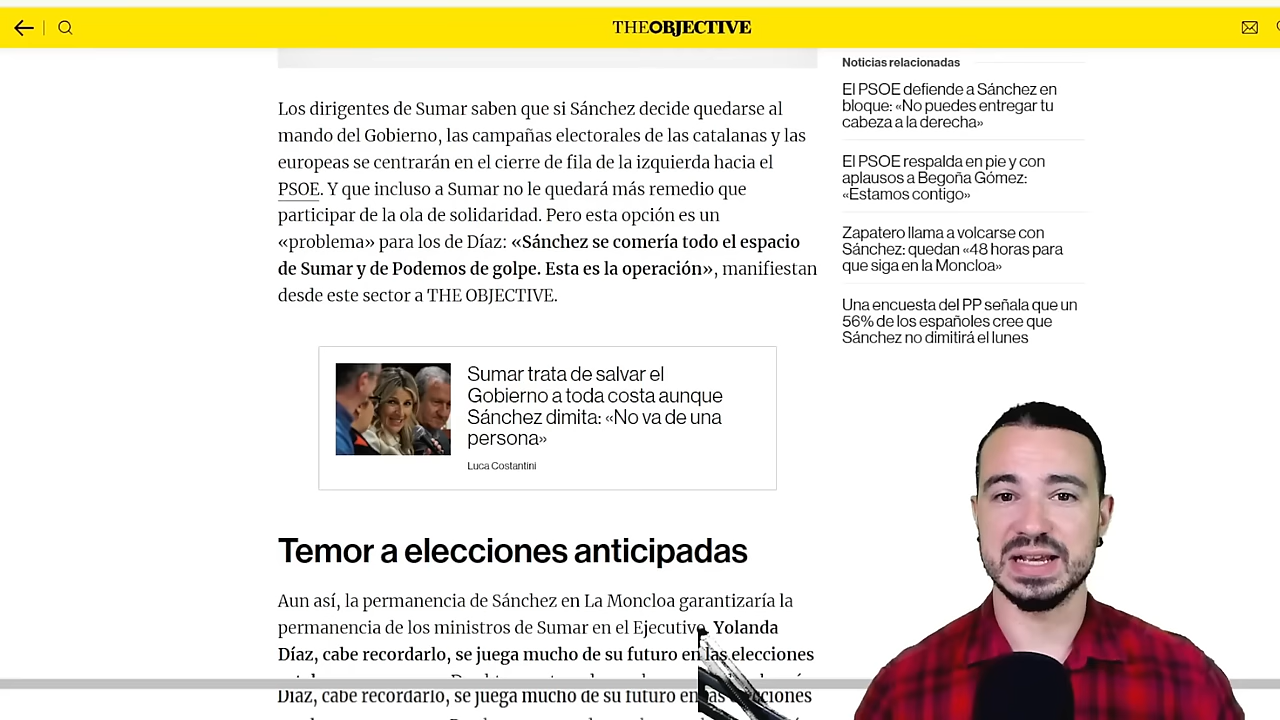 THEOBJECTIVE
Los dirigentes de Sumar saben que si Sánchez decide quedarse al
mando del Gobierno, las campañas electorales de las catalanas y las
europeas se centrarán en el cierre de fila de la izquierda hacia el
PSOE. Y que incluso a Sumar no le quedará más remedio que
participar de la ola de solidaridad. Pero esta opción es un
«problema» para los de Díaz: «Sánchez se comería todo el espacio
de Sumar y de Podemos de golpe. Esta es la operación», manifiestan
desde este sector a THE OBJECTIVE.
Sumar trata de salvar el
Gobierno a toda costa aunque
Sánchez dimita: «No va de una
persona»
Luca Costantini
Temor a elecciones anticipadas
Aun así, la permanencia de Sánchez en La Moncloa garantizaría la
permanencia de los ministros de Sumar en el Ejecutivo. Yolanda
Díaz, cabe recordarlo, se juega mucho de su futuro en las elecciones
Díaz, cabe recordarlo, se juega mucho de su futuro en las elecciones
Noticias relacionadas
El PSOE defiende a Sánchez en
bloque: «No puedes entregar tu
cabeza a la derecha»
El PSOE respalda en pie y con
aplausos a Begoña Gómez:
«Estamos contigo»
Zapatero llama a volcarse con
Sánchez: quedan «48 horas para
que siga en la Moncloa»
Una encuesta del PP señala que un
56% de los españoles cree que
Sánchez no dimitirá el lunes